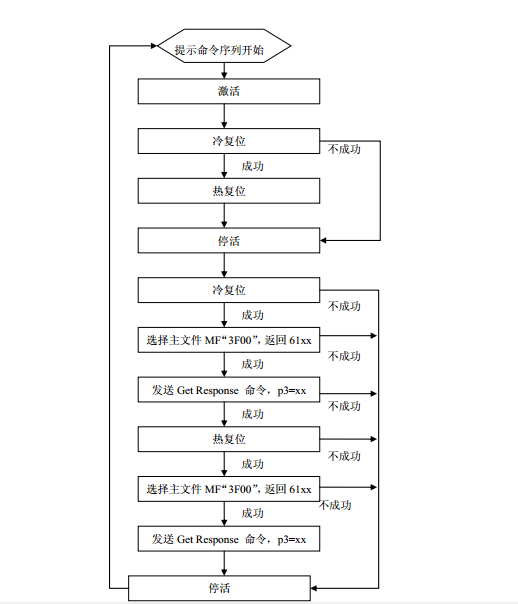 提示命令序列开始
激活
冷复位
不成功
成功
热复位
停活
冷复位
不成功
成功
选择主文件 MF“3F00”，返回 61xx
不成功
成功
发送 Get Response 命令，p3=xx
不成功
成功
热复位
不成功
成功
选择主文件 MF“3F00”，返回 61xx
不成功
成功
发送 Get Response 命令，p3=xx
停活